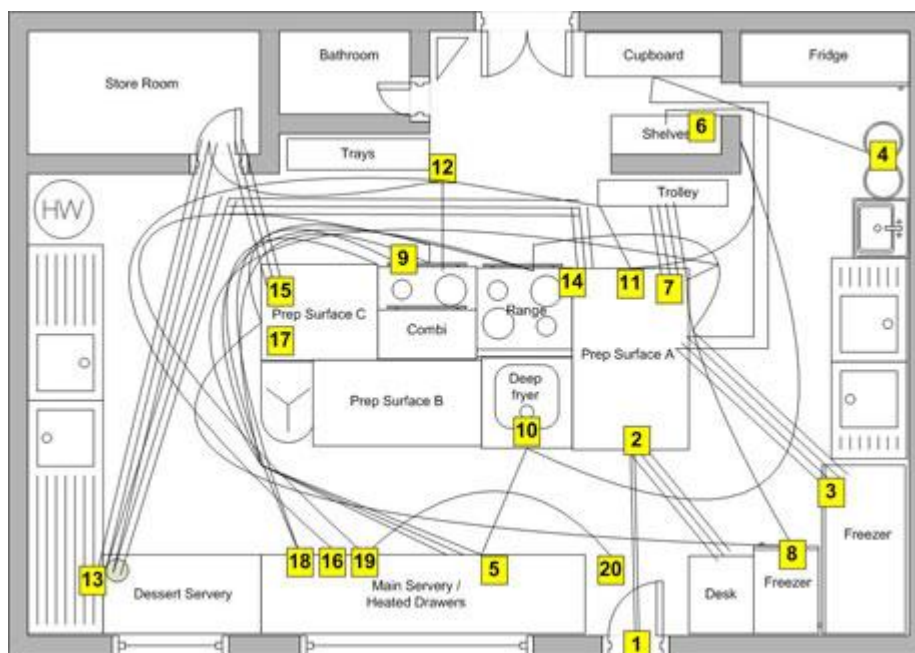 Cupboard
Fridge
Bathroom
Store Room
6
Shelves
4
Trays
12
Trolley
HW
9
14
11
7
15
Prep Surface C
Range
17
Combi
Prep Surface A
Deep
fryer
Prep Surface B
10
2
3
Freezer
18
16
19
5
20
8
13
Dessert Servery
Main Servery /
Heated Drawers
Desk
Freezer
1